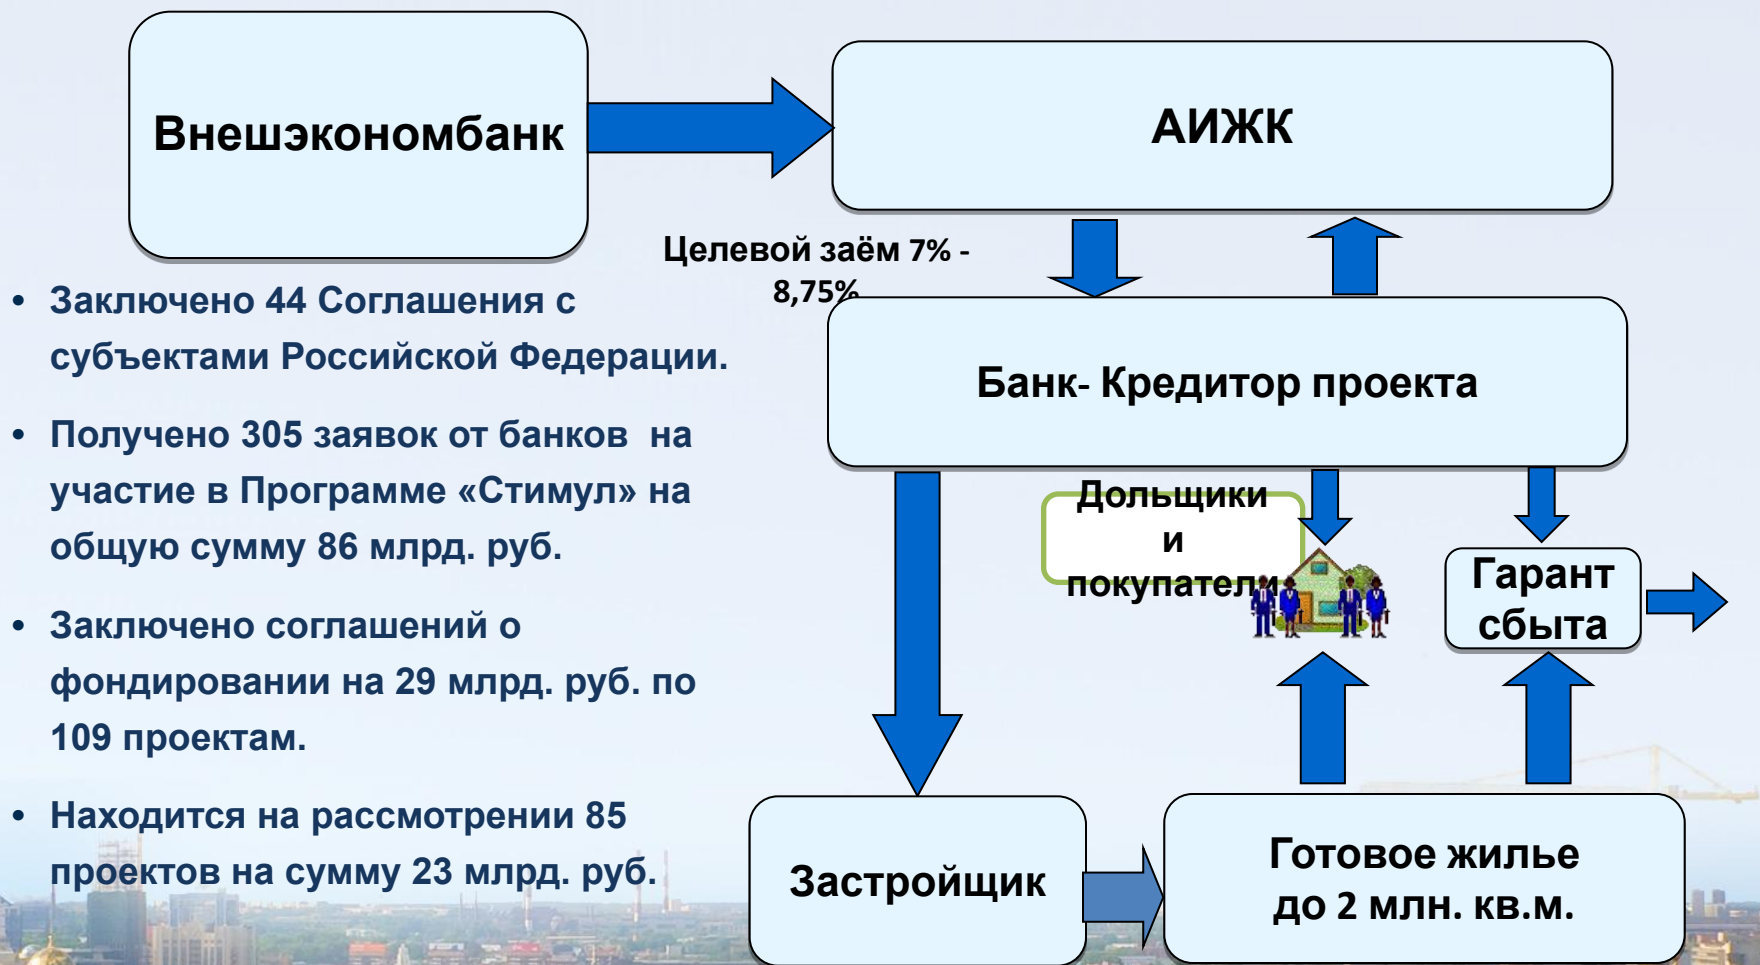 Внешэкономбанк
АИЖК
Целевой заём 7% -
8,75%
• Заключено 44 Соглашения с
субъектами Российской Федерации.
• Получено 305 заявок от банков на
участие в Программе «Стимул» на
общую сумму 86 млрд. руб.
• Заключено соглашений о
фондировании на 29 млрд. руб. по
109 проектам.
• Находится на рассмотрении 85
проектов на сумму 23 млрд. руб.
Банк- Кредитор проекта
Дольщики
и
покупатели
Гарант
сбыта
Застройщик
Готовое жилье
до 2 млн. кв.м.